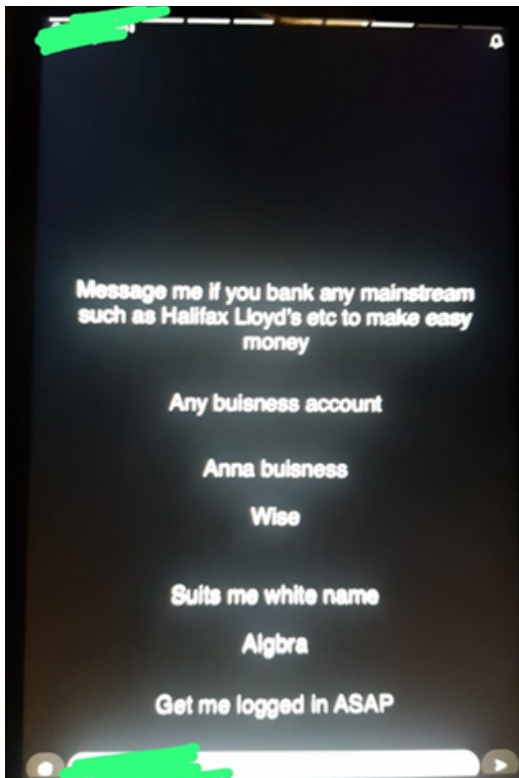 Message me if you bank any mainstream
such as Halifax Lloyd's etc to make easy
money
Any buisness account
Anna buisness
Wise
Suits me white name
Algbra
Get me logged in ASAP